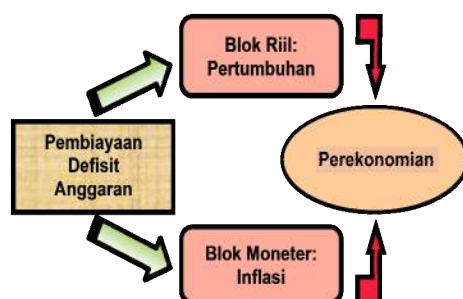 Blok Riil:
Pertumbuhan
Pembiayaan
Defisit
Anggaran
Perekonomian
Blok Moneter:
Inflasi